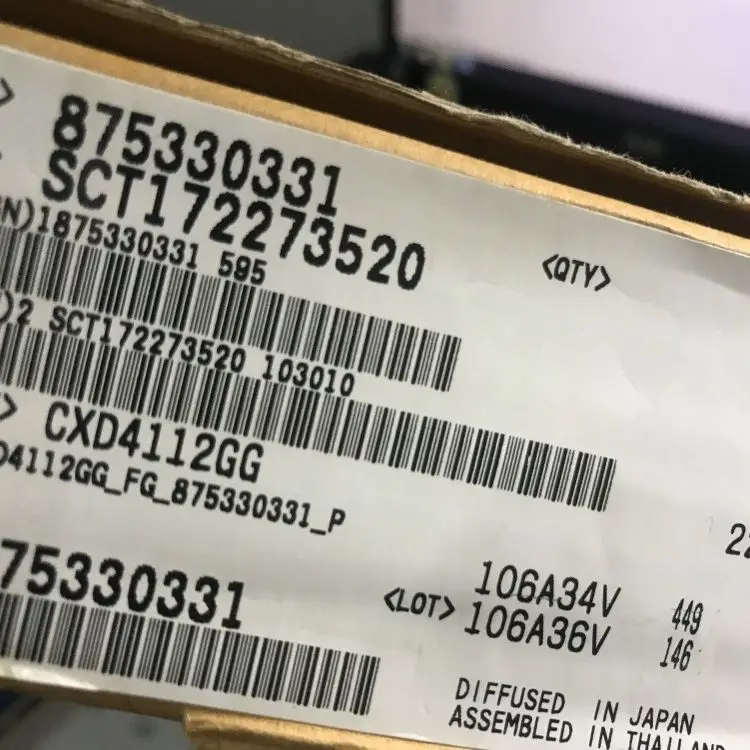 875330331
SCT172273520
<QTY>
N)1875330331 595
)2 SCT172273520 103010
> CXD4112GG
D4112GG_FG_875330331_P
75330331
<LOT> 106A34V 449
106A36V 146
DIFFUSED IN JAPAN
ASSEMBLED IN THAILAND